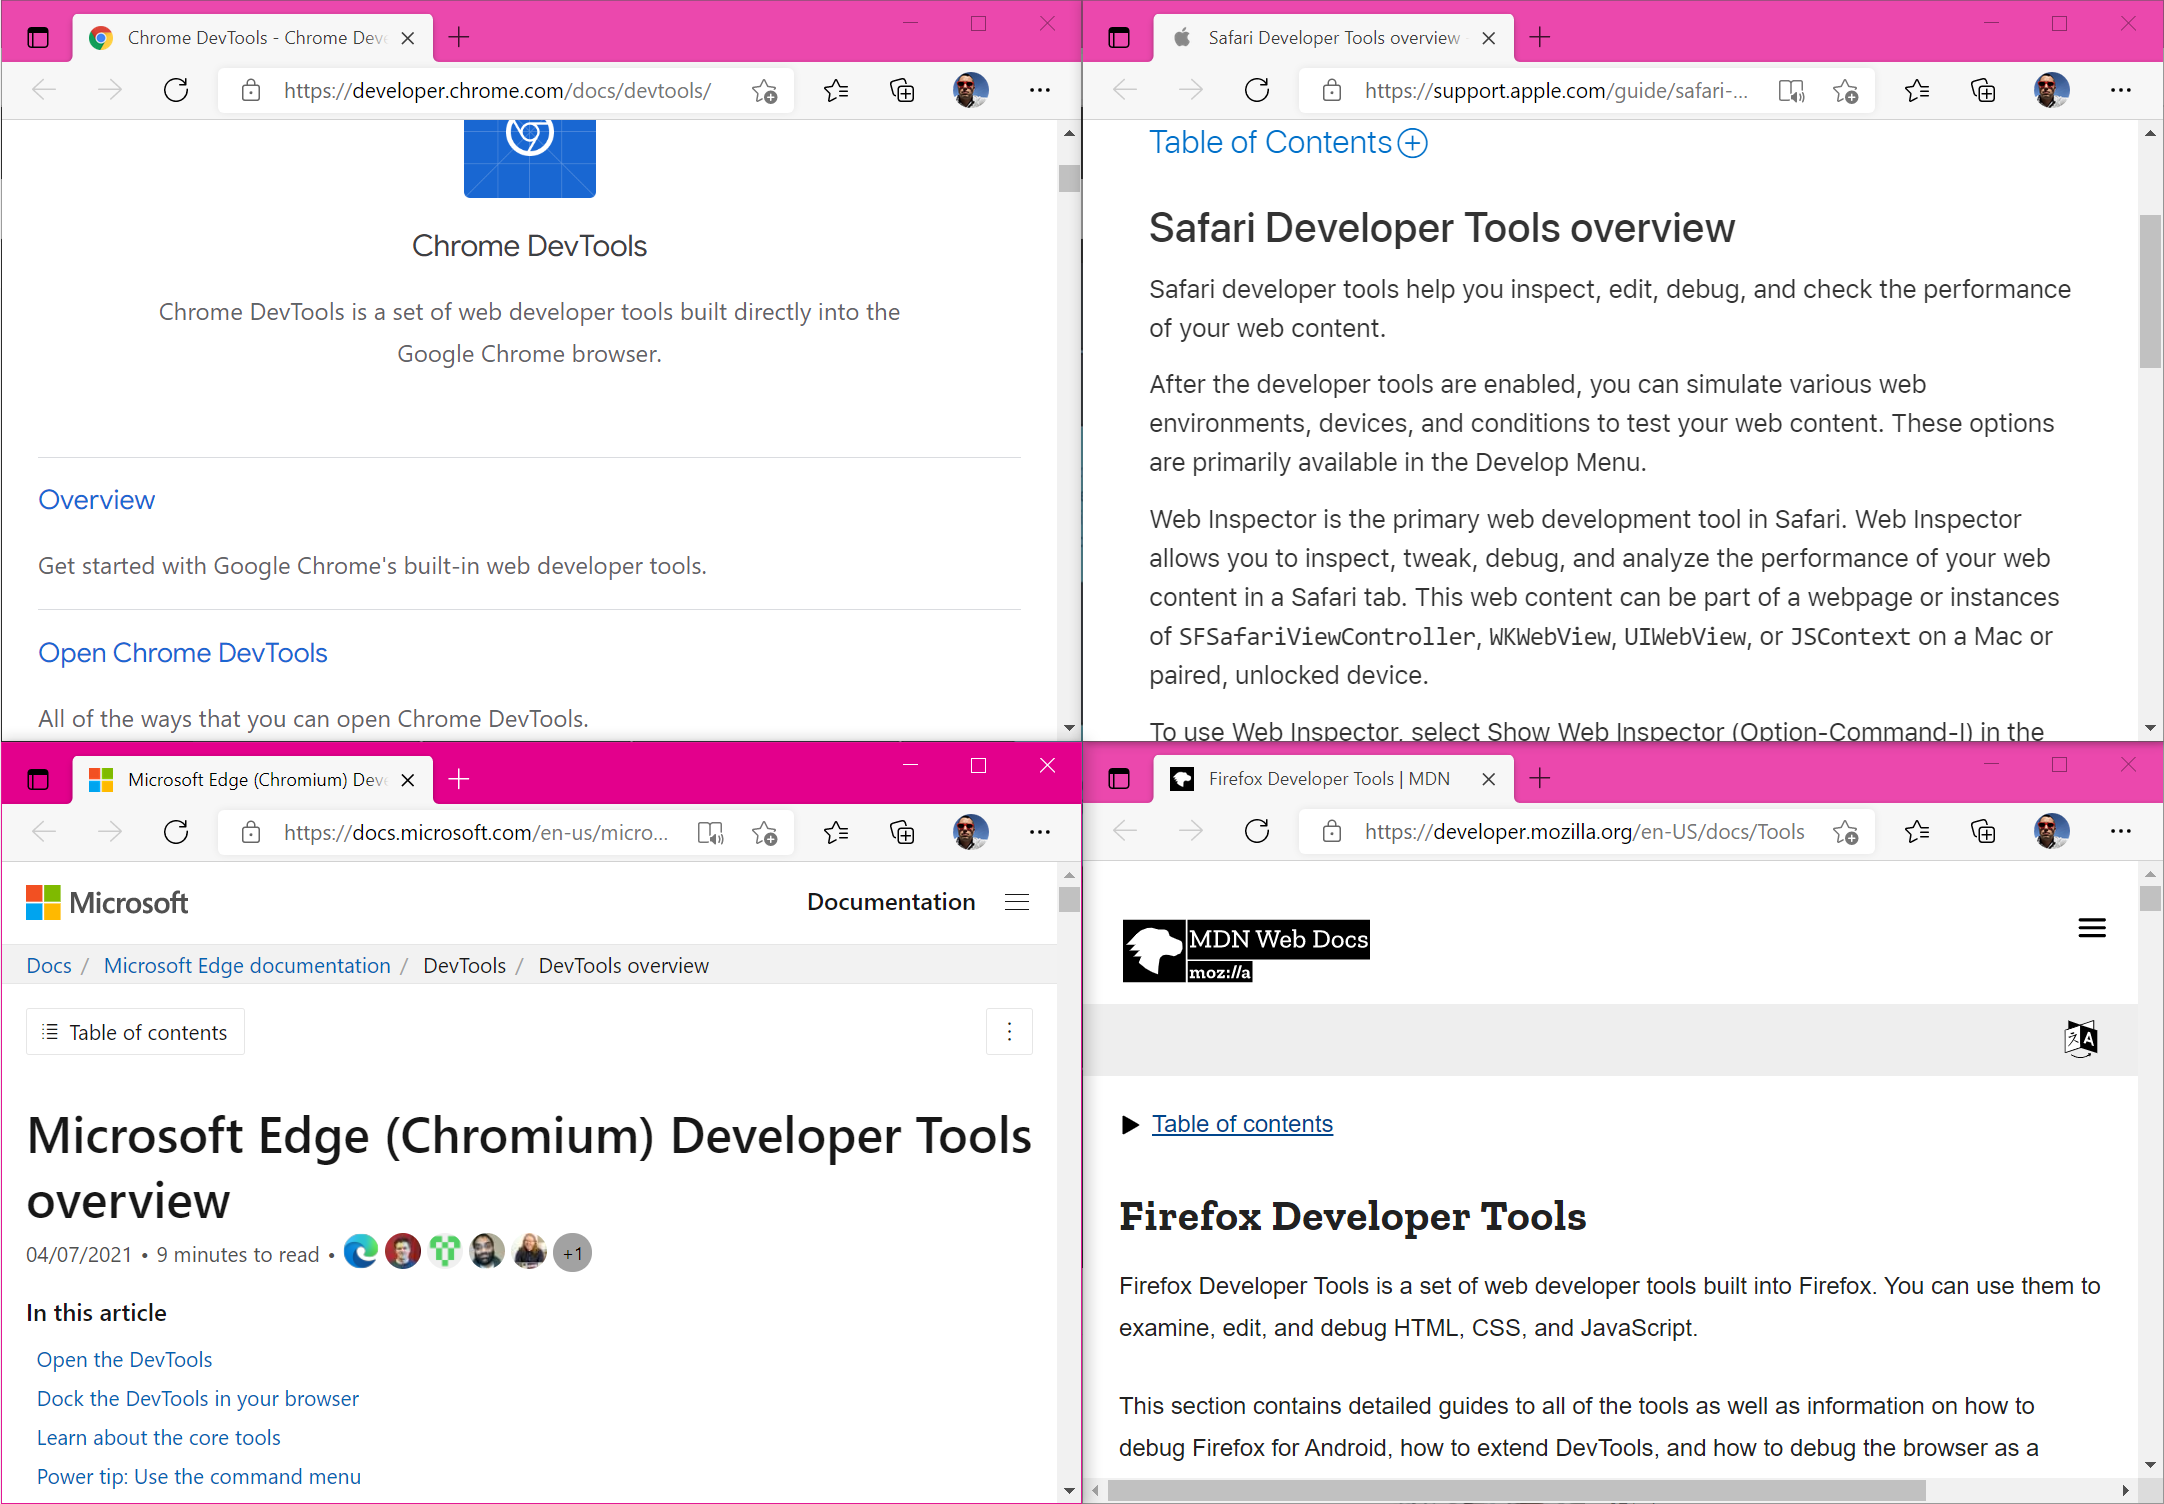 Chrome DevTools - Chrome Deve
https://developer.chrome.com/docs/devtools/
Chrome DevTools
Chrome DevTools is a set of web developer tools built directly into the
Google Chrome browser.
Overview
Get started with Google Chrome's built-in web developer tools.
Open Chrome DevTools
All of the ways that you can open Chrome DevTools.
Safari Developer Tools overview
https://support.apple.com/guide/safari-...
Table of Contents
Safari Developer Tools overview
Safari developer tools help you inspect, edit, debug, and check the performance
of your web content.
After the developer tools are enabled, you can simulate various web
environments, devices, and conditions to test your web content. These options
are primarily available in the Develop Menu.
Web Inspector is the primary web development tool in Safari. Web Inspector
allows you to inspect, tweak, debug, and analyze the performance of your web
content in a Safari tab. This web content can be part of a webpage or instances
of SFSafariViewController, WKWebView, UIWebView, or JSContext on a Mac or
paired, unlocked device.
To use Web Inspector, select Show Web Inspector (Option-Command-I) in the
Microsoft Edge (Chromium) Deve
https://docs.microsoft.com/en-us/micro...
Microsoft
Documentation
Docs / Microsoft Edge documentation / DevTools / DevTools overview
Table of contents
Microsoft Edge (Chromium) Developer Tools
overview
04/07/2021 • 9 minutes to read • +1
In this article
Open the DevTools
Dock the DevTools in your browser
Learn about the core tools
Power tip: Use the command menu
Firefox Developer Tools | MDN
https://developer.mozilla.org/en-US/docs/Tools
MDN Web Docs
moz://a
Table of contents
Firefox Developer Tools
Firefox Developer Tools is a set of web developer tools built into Firefox. You can use them to
examine, edit, and debug HTML, CSS, and JavaScript.
This section contains detailed guides to all of the tools as well as information on how to
debug Firefox for Android, how to extend DevTools, and how to debug the browser as a